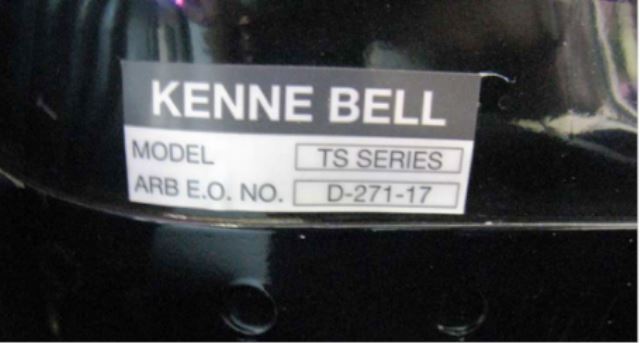 KENNE BELL
MODEL TS SERIES
ARB E.O. NO. D-271-17